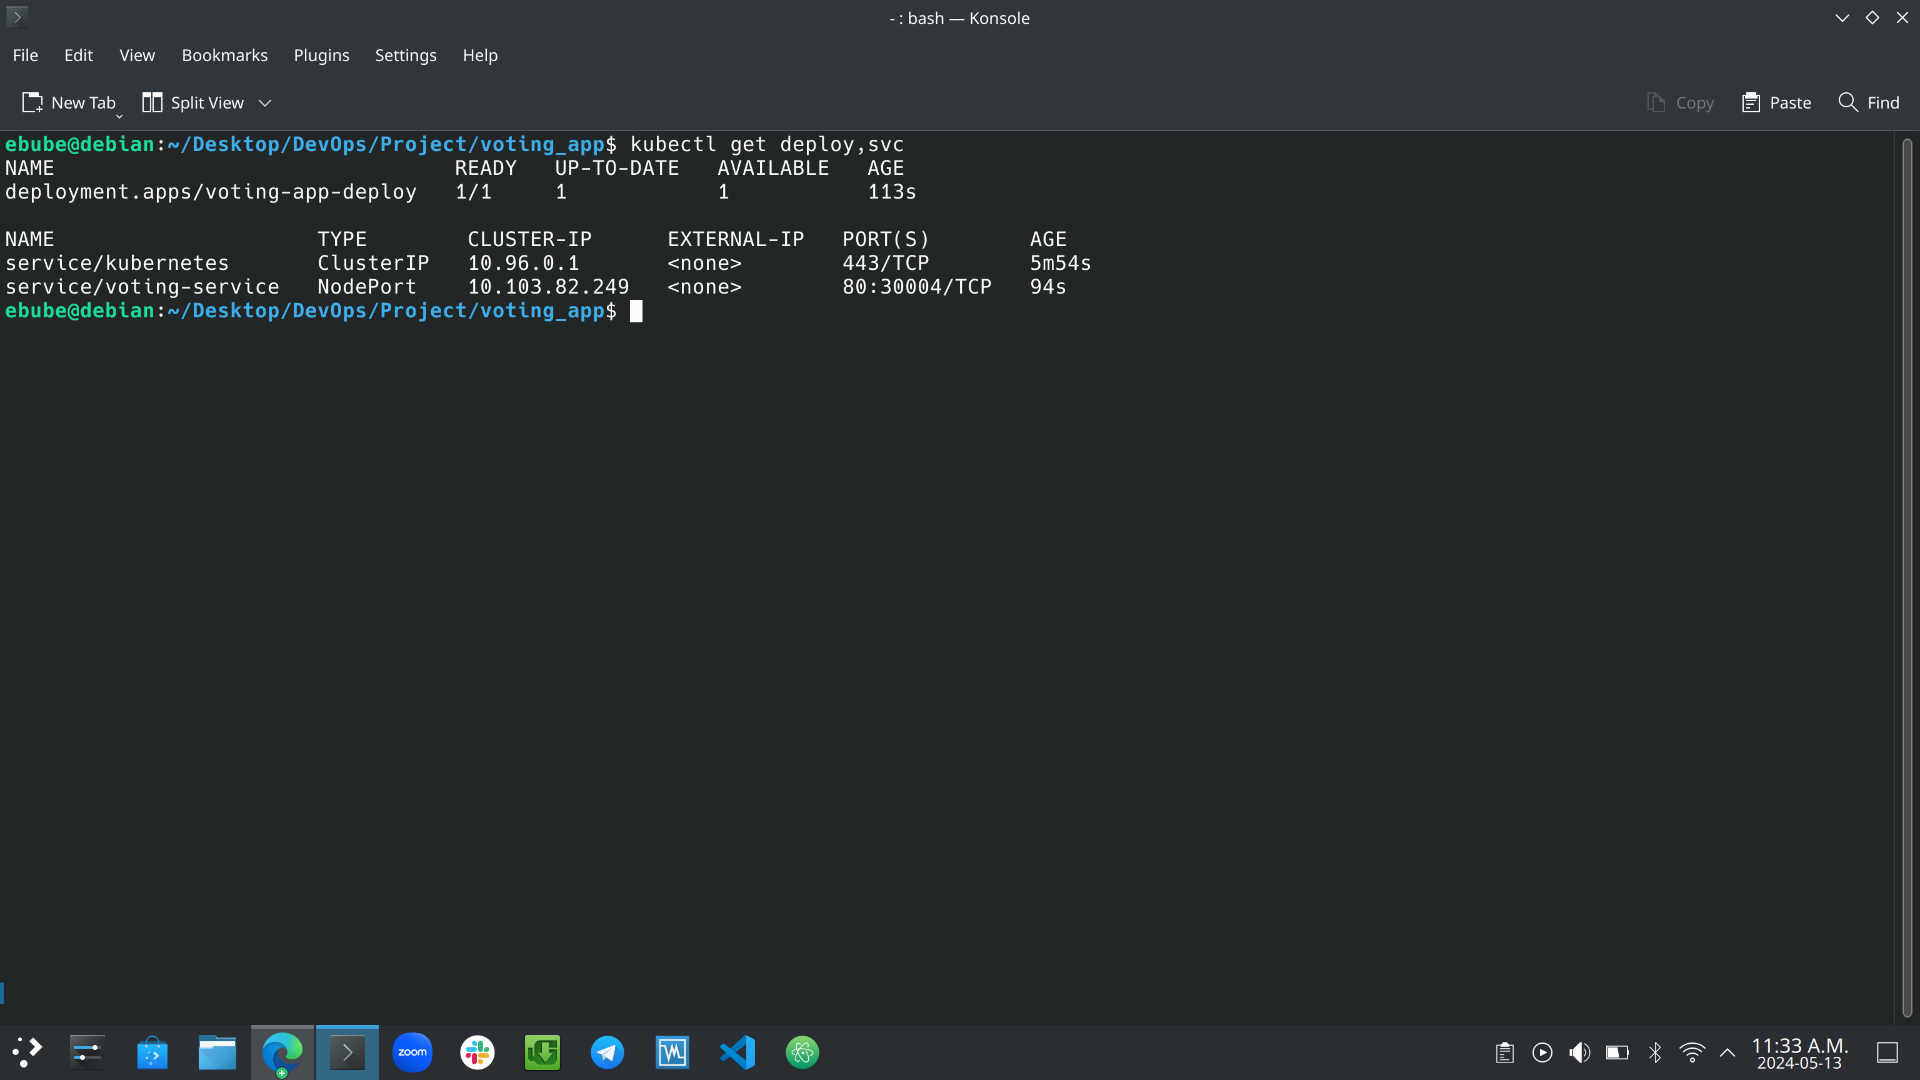 - : bash — Konsole
File Edit View Bookmarks Plugins Settings Help
New Tab Split View Copy Paste Find
ebube@debian:~/Desktop/DevOps/Project/voting_app$ kubectl get deploy,svc
NAME READY UP-TO-DATE AVAILABLE AGE
deployment.apps/voting-app-deploy 1/1 1 1 113s
NAME TYPE CLUSTER-IP EXTERNAL-IP PORT(S) AGE
service/kubernetes ClusterIP 10.96.0.1 <none> 443/TCP 5m54s
service/voting-service NodePort 10.103.82.249 <none> 80:30004/TCP 94s
ebube@debian:~/Desktop/DevOps/Project/voting_app$
zoom
11:33 A.M.
2024-05-13